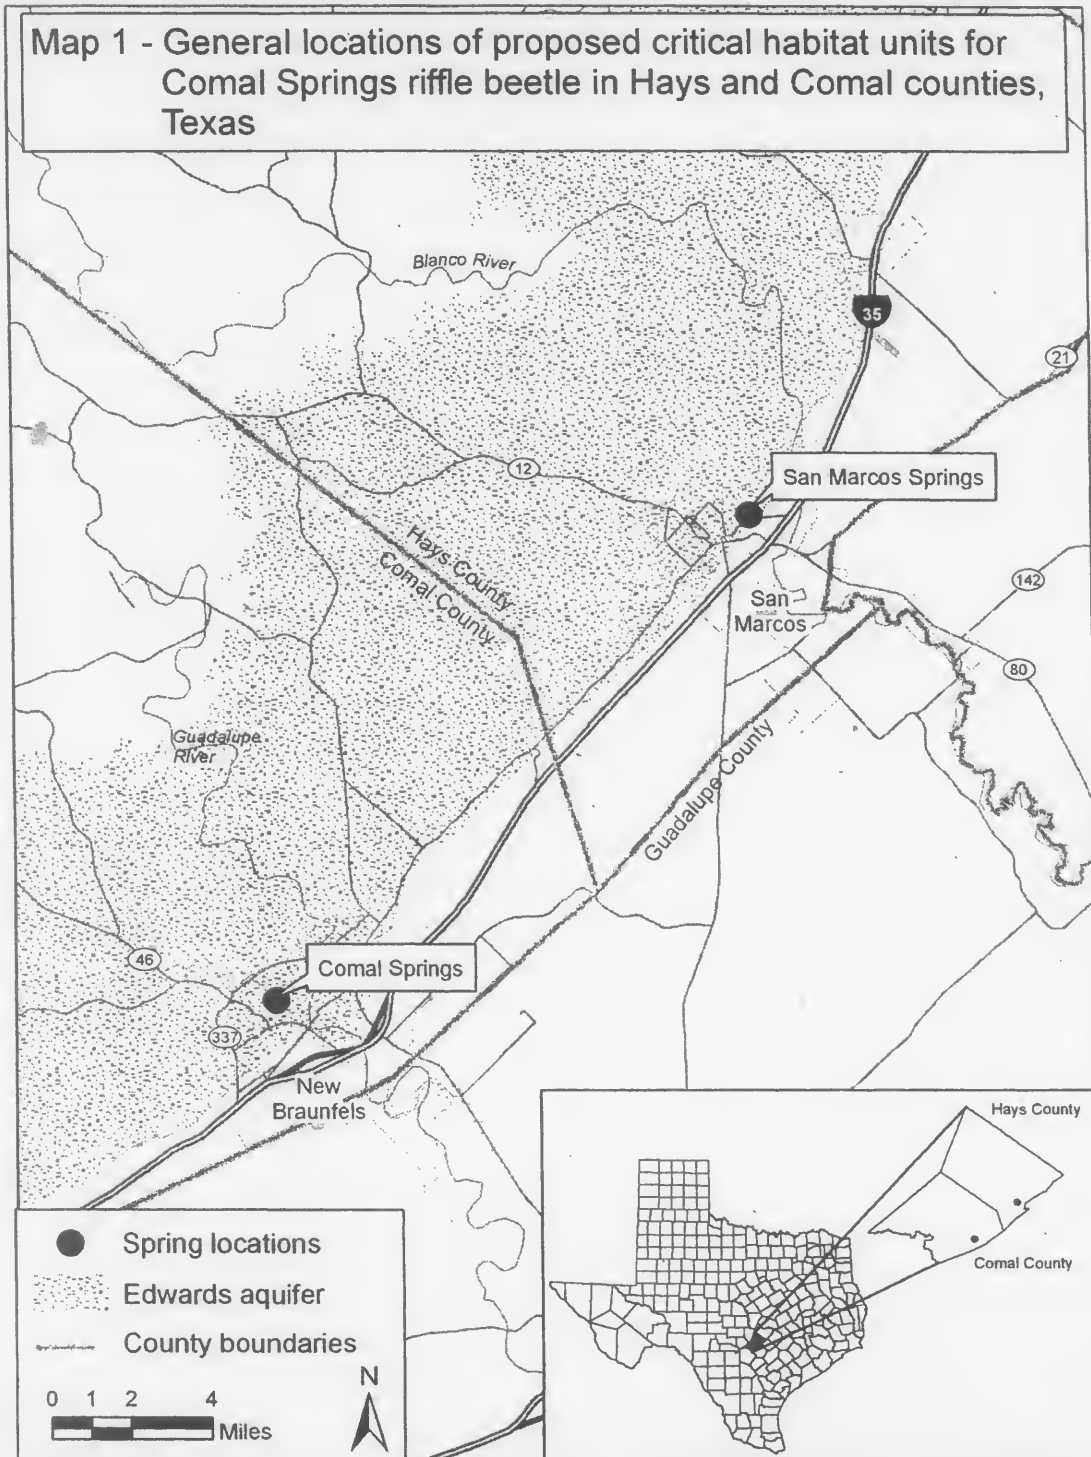 Map 1 - General locations of proposed critical habitat units for
Comal Springs riffle beetle in Hays and Comal counties,
Texas
Blanco River
35
21
12
San Marcos Springs
Hays County
Comal County
142
San
Marcos
80
Guadalupe
River
Guadalupe County
46
Comal Springs
337
New
Braunfels
Hays County
Comal County
Spring locations
Edwards aquifer
County boundaries
N
0 1 2 4
Miles